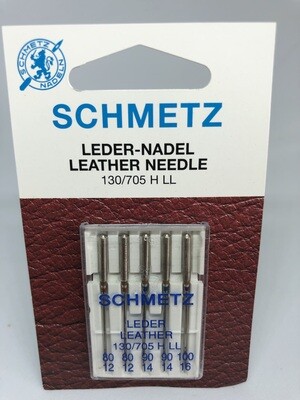 SCHMETZ
NADELN
SCHMETZ
LEDER-NADEL
LEATHER NEEDLE
130/705 H LL
SCHMETZ
LEDER
LEATHER
130/705 H LL
80 80 90 90 100
12 12 14 14 16